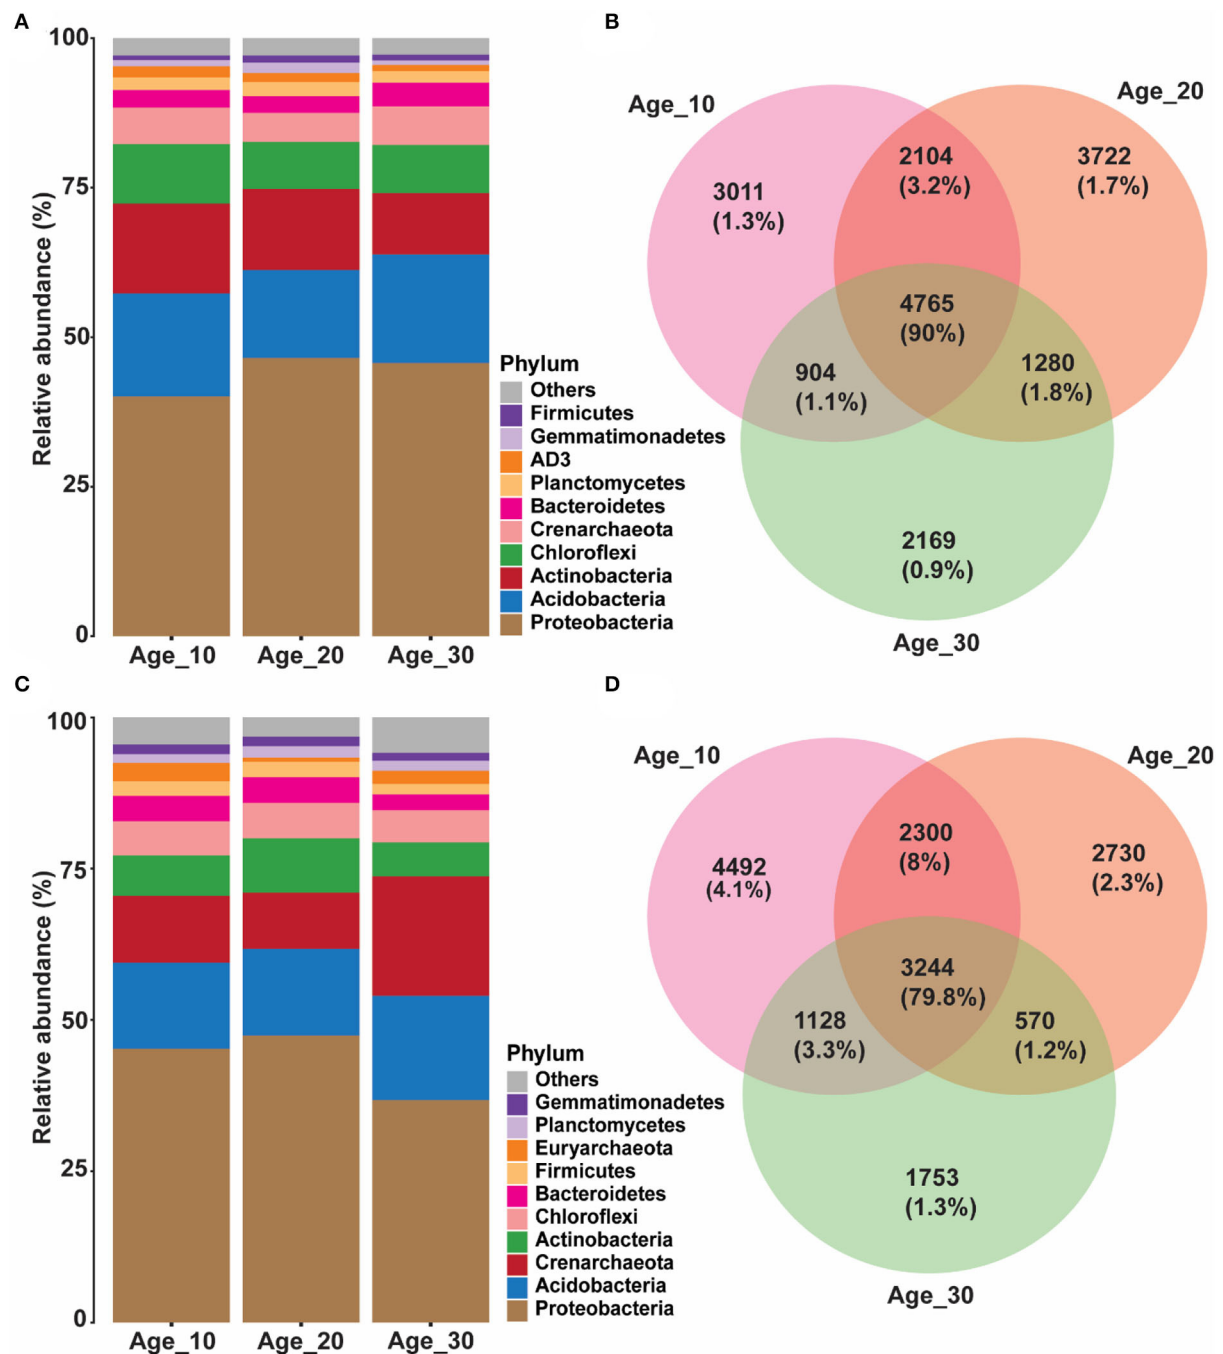 A
Relative abundance (%)
100
75
50
25
0
Age_10
Age_20
Age_30
Phylum
Others
Firmicutes
Gemmatimonadetes
AD3
Planctomycetes
Bacteroidetes
Crenarchaeota
Chloroflexi
Actinobacteria
Acidobacteria
Proteobacteria
B
Age_10
Age_20
3011
(1.3%)
2104
(3.2%)
3722
(1.7%)
4765
(90%)
904
(1.1%)
1280
(1.8%)
2169
(0.9%)
Age_30
C
Relative abundance (%)
100
75
50
25
0
Age_10
Age_20
Age_30
Phylum
Others
Gemmatimonadetes
Planctomycetes
Euryarchaeota
Firmicutes
Bacteroidetes
Chloroflexi
Actinobacteria
Crenarchaeota
Acidobacteria
Proteobacteria
D
Age_10
Age_20
4492
(4.1%)
2300
(8%)
2730
(2.3%)
3244
(79.8%)
1128
(3.3%)
570
(1.2%)
1753
(1.3%)
Age_30